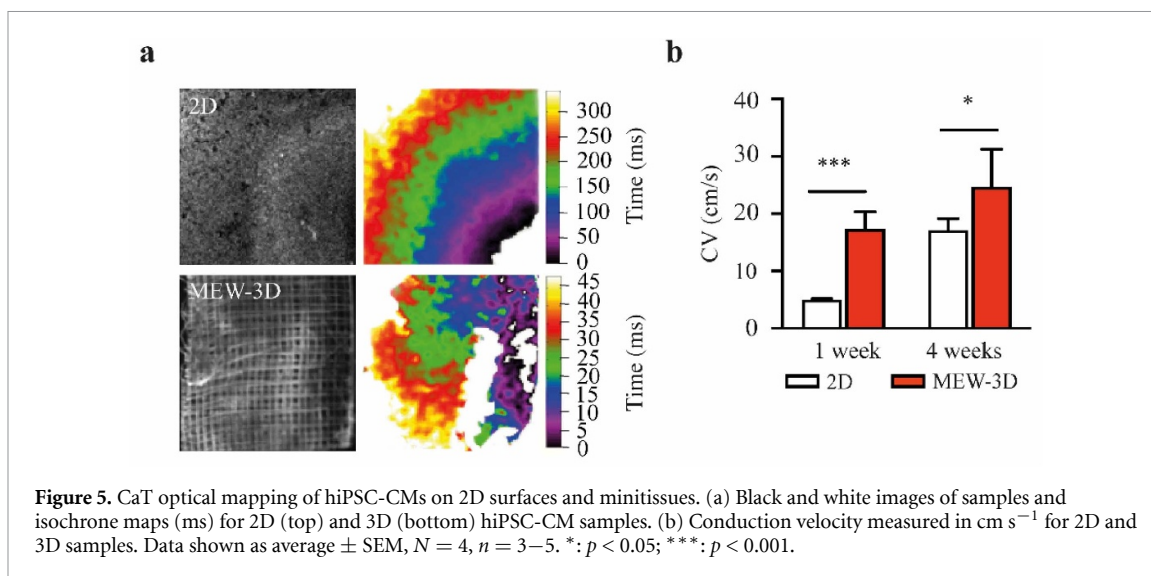 a
b
2D
300
250
200
150
100
50
0
Time (ms)
MEW-3D
45
40
35
30
25
20
15
10
5
0
Time (ms)
40
30
20
10
0
CV (cm/s)
***
*
1 week
4 weeks
2D
MEW-3D
Figure 5. CaT optical mapping of hiPSC-CMs on 2D surfaces and minitissues. (a) Black and white images of samples and
isochrone maps (ms) for 2D (top) and 3D (bottom) hiPSC-CM samples. (b) Conduction velocity measured in cm s⁻¹ for 2D and
3D samples. Data shown as average ± SEM, N = 4, n = 3−5. *: p < 0.05; ***: p < 0.001.